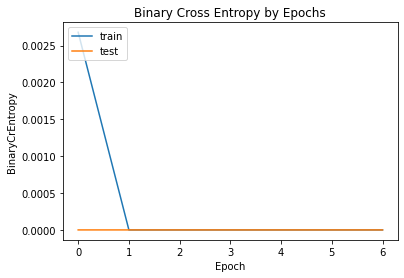 Binary Cross Entropy by Epochs
train
test
BinaryCrEntropy
0.0025
0.0020
0.0015
0.0010
0.0005
0.0000
0 1 2 3 4 5 6
Epoch